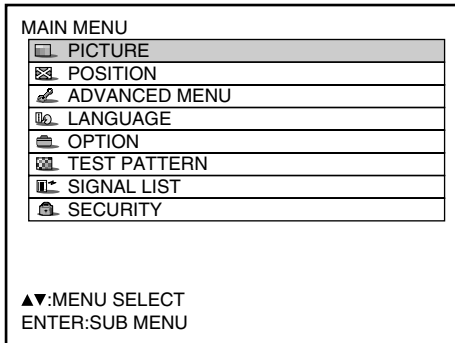 MAIN MENU
PICTURE
POSITION
ADVANCED MENU
LANGUAGE
OPTION
TEST PATTERN
SIGNAL LIST
SECURITY
▲▼:MENU SELECT
ENTER:SUB MENU